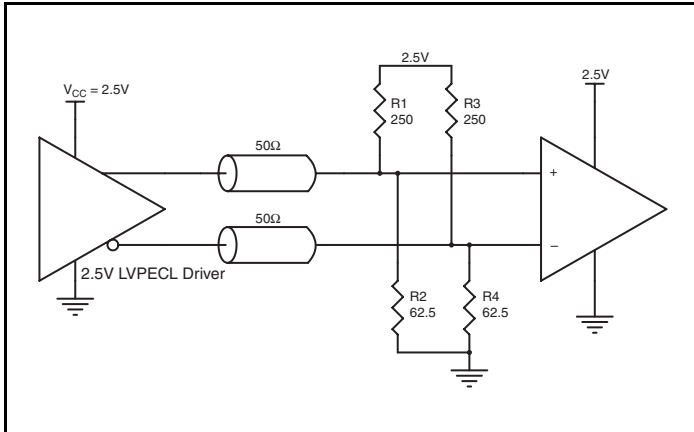 2.5V
V_CC = 2.5V
2.5V
R1
250
R3
250
50Ω
50Ω
+
–
2.5V LVPECL Driver
R2
62.5
R4
62.5